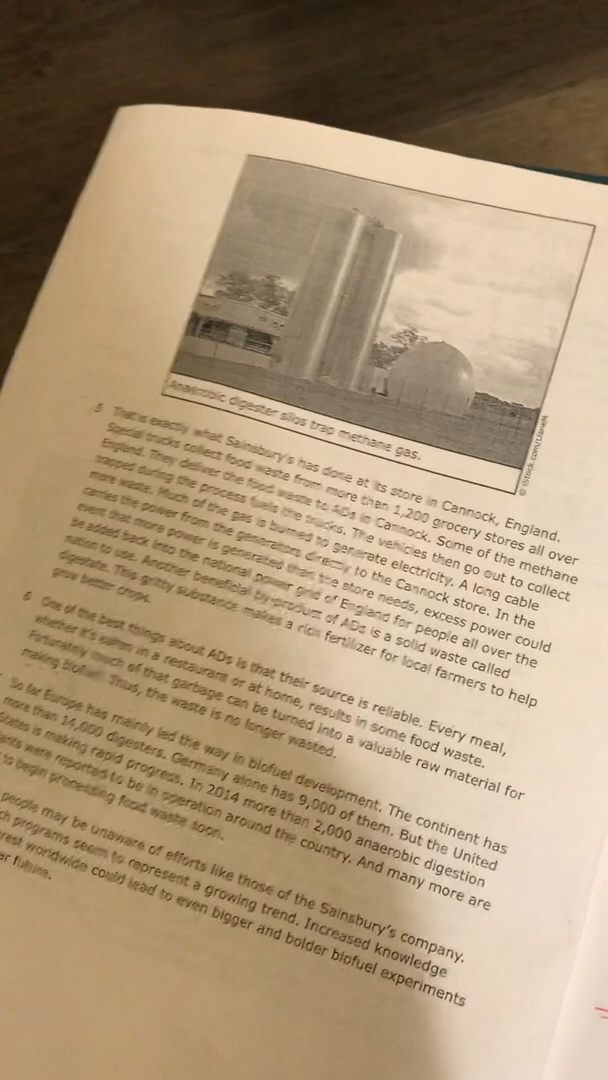 Anaerobic digester silos trap methane gas.
© iStock.com/LianeM
5 That is exactly what Sainsbury's has done at its store in Cannock, England.
Special trucks collect food waste from more than 1,200 grocery stores all over
England. They deliver the food waste to ADs in Cannock. Some of the methane
trapped during the process fuels the trucks. The vehicles then go out to collect
more waste. Much of the gas is burned to generate electricity. A long cable
carries the power from the generators directly to the Cannock store. In the
event that more power is generated than the store needs, excess power could
be added back into the national power grid of England for people all over the
nation to use. Another beneficial by-product of ADs is a solid waste called
digestate. This gritty substance makes a rich fertilizer for local farmers to help
grow better crops.
6 One of the best things about ADs is that their source is reliable. Every meal,
whether it's eaten in a restaurant or at home, results in some food waste.
Fortunately much of that garbage can be turned into a valuable raw material for
making biofuel. Thus, the waste is no longer wasted.
So far Europe has mainly led the way in biofuel development. The continent has
more than 14,000 digesters. Germany alone has 9,000 of them. But the United
States is making rapid progress. In 2014 more than 2,000 anaerobic digestion
were reported to be in operation around the country. And many more are
to begin processing food waste soon.
people may be unaware of efforts like those of the Sainsbury's company.
programs seem to represent a growing trend. Increased knowledge
worldwide could lead to even bigger and bolder biofuel experiments
future.